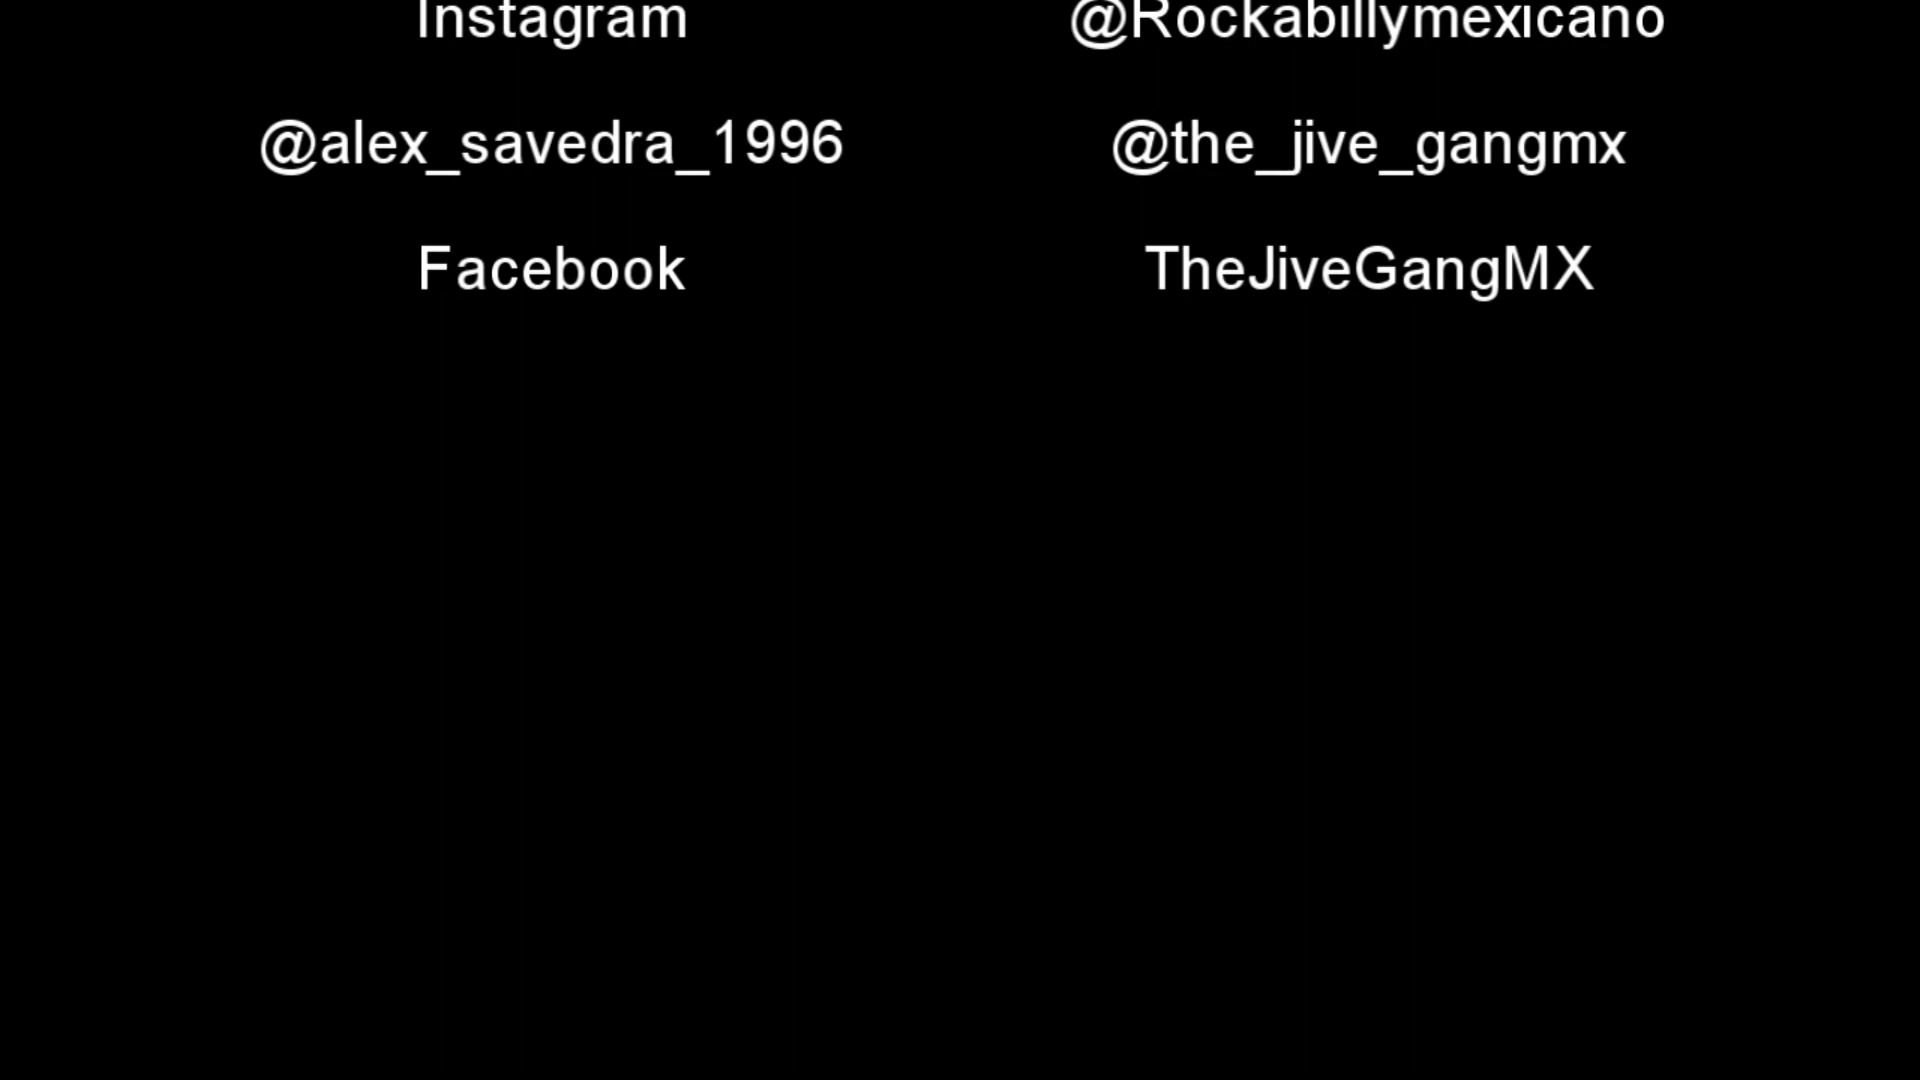 Instagram @Rockabillymexicano
@alex_savedra_1996 @the_jive_gangmx
Facebook TheJiveGangMX